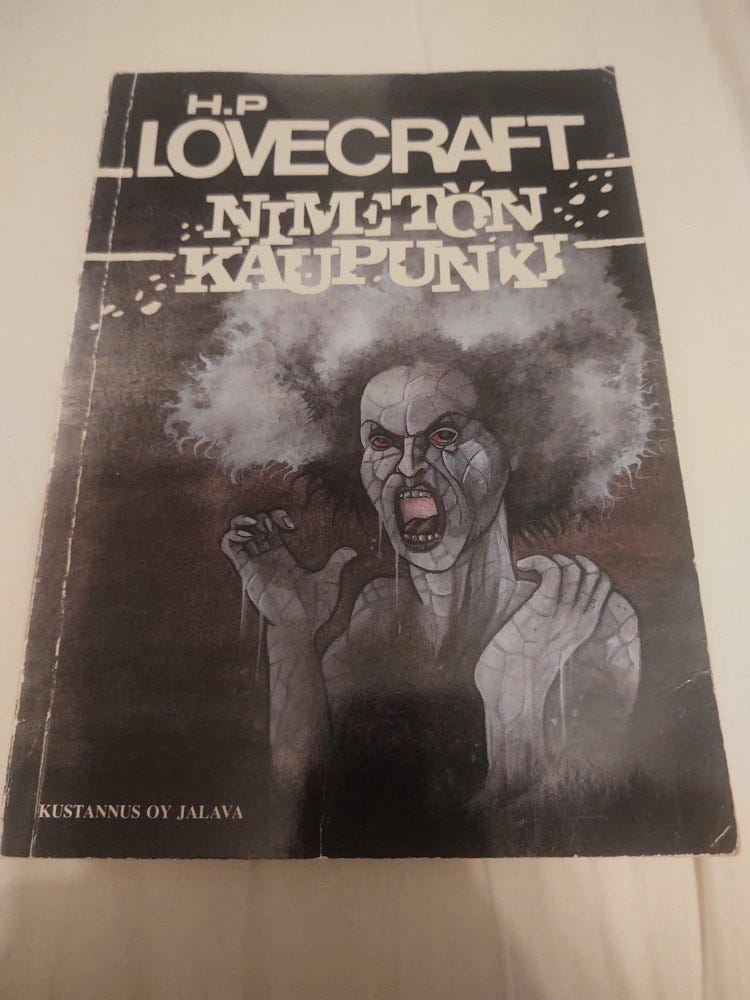 H.P
LOVECRAFT
NIMETÖN
KAUPUNKI
KUSTANNUS OY JALAVA